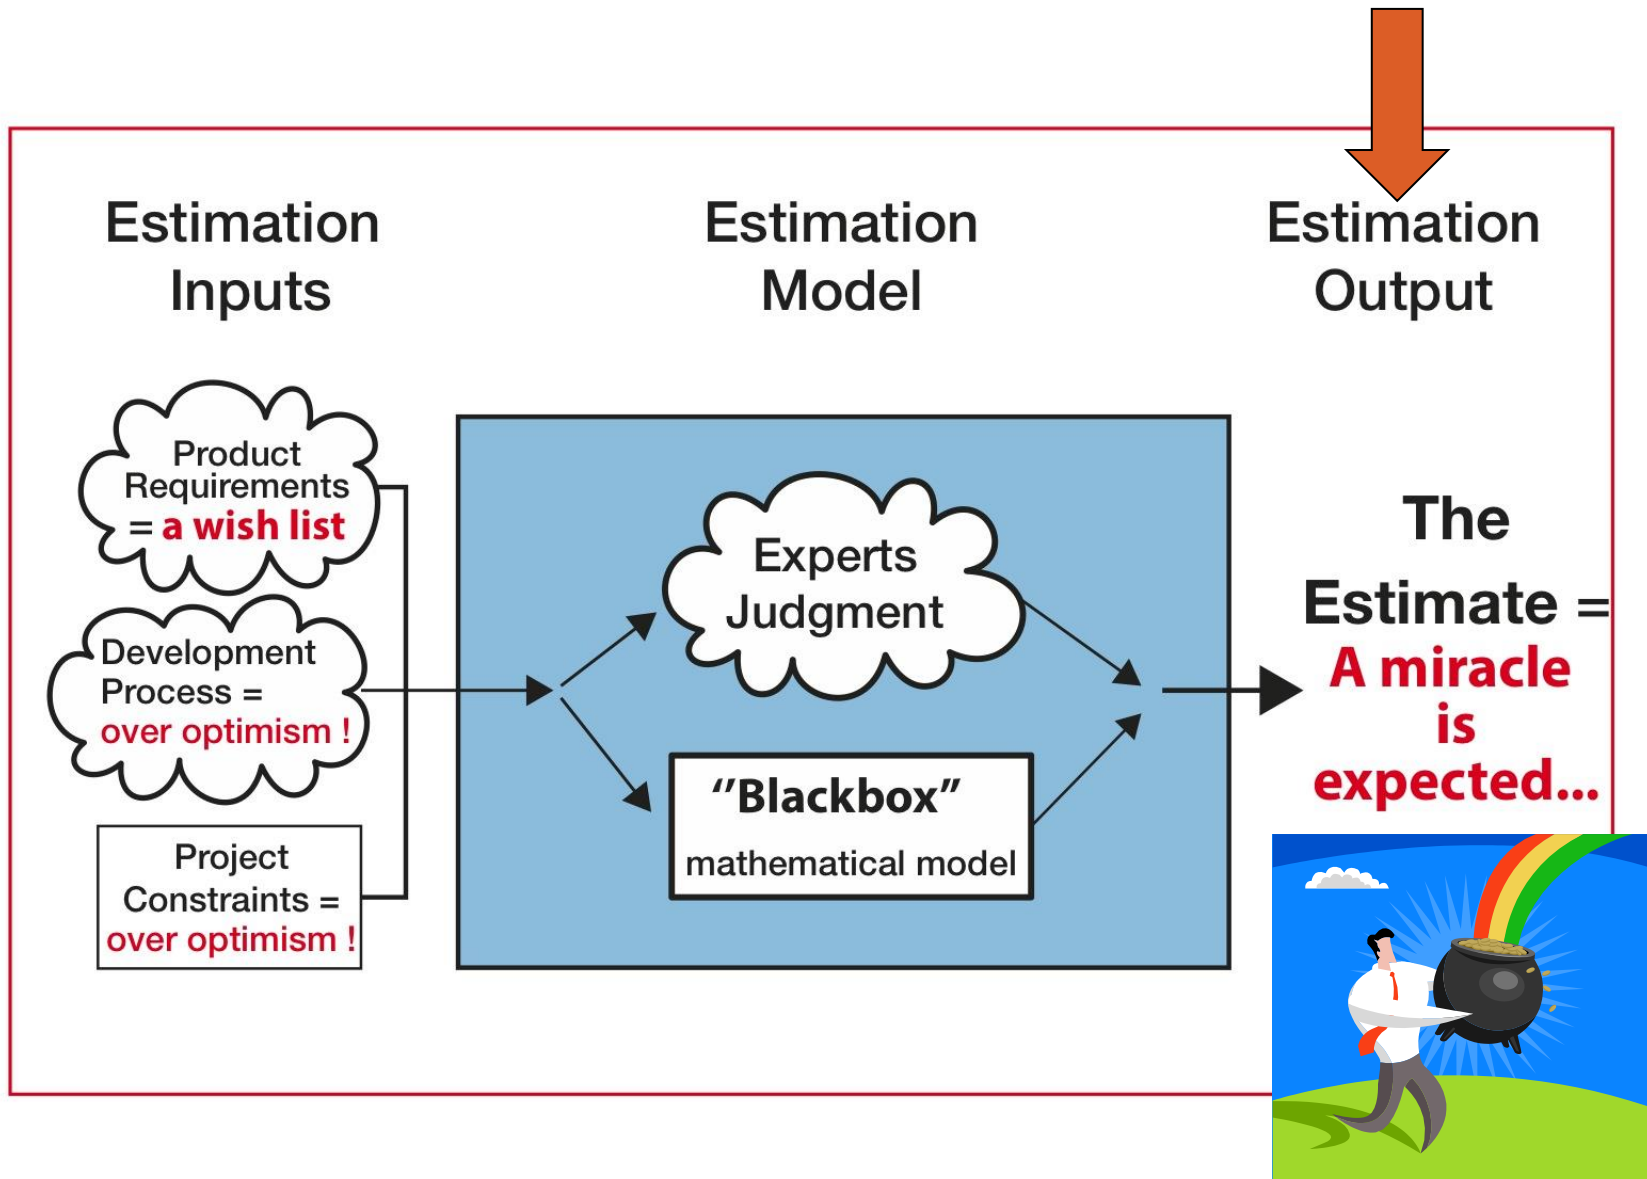 Estimation
Inputs
Estimation
Model
Estimation
Output
Product
Requirements
= a wish list
Development
Process =
over optimism !
Project
Constraints =
over optimism !
Experts
Judgment
‘‘Blackbox”
mathematical model
The
Estimate =
A miracle
is
expected...